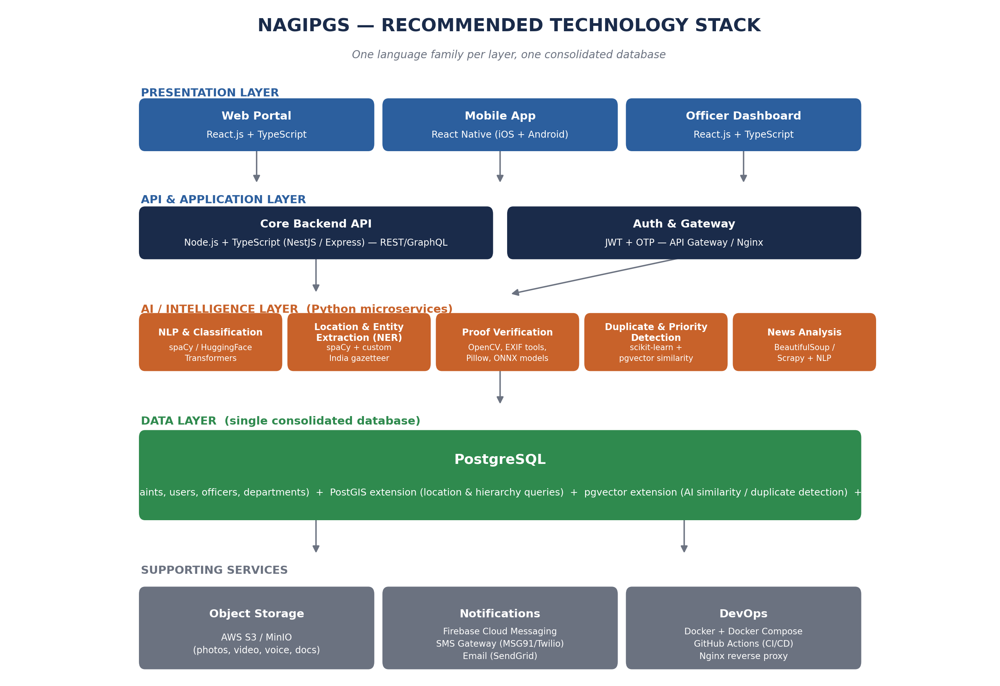 NAGIPGS — RECOMMENDED TECHNOLOGY STACK
One language family per layer, one consolidated database
PRESENTATION LAYER
Web Portal
React.js + TypeScript
Mobile App
React Native (iOS + Android)
Officer Dashboard
React.js + TypeScript
API & APPLICATION LAYER
Core Backend API
Node.js + TypeScript (NestJS / Express) — REST/GraphQL
Auth & Gateway
JWT + OTP — API Gateway / Nginx
AI / INTELLIGENCE LAYER (Python microservices)
NLP & Classification
spaCy / HuggingFace
Transformers
Location & Entity
Extraction (NER)
spaCy + custom
India gazetteer
Proof Verification
OpenCV, EXIF tools,
Pillow, ONNX models
Duplicate & Priority
Detection
scikit-learn +
pgvector similarity
News Analysis
BeautifulSoup /
Scrapy + NLP
DATA LAYER (single consolidated database)
PostgreSQL
aints, users, officers, departments) + PostGIS extension (location & hierarchy queries) + pgvector extension (AI similarity / duplicate detection) +
SUPPORTING SERVICES
Object Storage
AWS S3 / MinIO
(photos, video, voice, docs)
Notifications
Firebase Cloud Messaging
SMS Gateway (MSG91/Twilio)
Email (SendGrid)
DevOps
Docker + Docker Compose
GitHub Actions (CI/CD)
Nginx reverse proxy